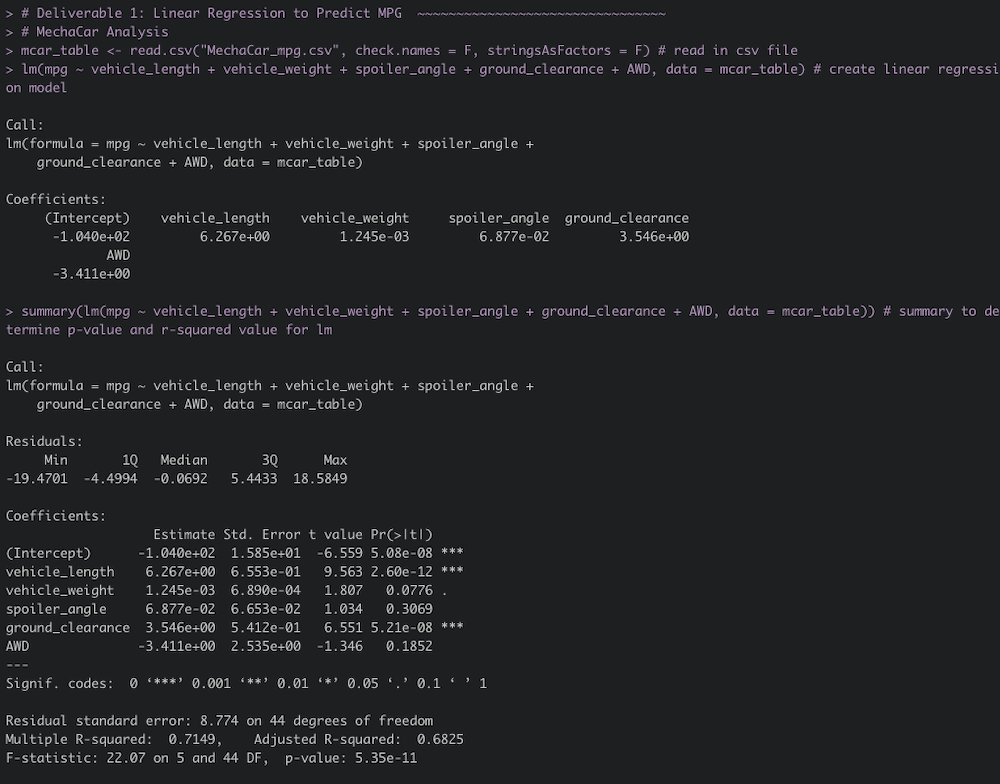 > # Deliverable 1: Linear Regression to Predict MPG  ~~~~~~~~~~~~~~~~~~~~~~~~~~~~~~~
> # MechaCar Analysis
> mcar_table <- read.csv("MechaCar_mpg.csv", check.names = F, stringsAsFactors = F) # read in csv file
> lm(mpg ~ vehicle_length + vehicle_weight + spoiler_angle + ground_clearance + AWD, data = mcar_table) # create linear regressi
on model

Call:
lm(formula = mpg ~ vehicle_length + vehicle_weight + spoiler_angle +
    ground_clearance + AWD, data = mcar_table)

Coefficients:
     (Intercept)    vehicle_length    vehicle_weight     spoiler_angle  ground_clearance
      -1.040e+02         6.267e+00         1.245e-03         6.877e-02         3.546e+00
             AWD
      -3.411e+00

> summary(lm(mpg ~ vehicle_length + vehicle_weight + spoiler_angle + ground_clearance + AWD, data = mcar_table)) # summary to de
termine p-value and r-squared value for lm

Call:
lm(formula = mpg ~ vehicle_length + vehicle_weight + spoiler_angle +
    ground_clearance + AWD, data = mcar_table)

Residuals:
     Min       1Q   Median       3Q      Max
-19.4701  -4.4994  -0.0692   5.4433  18.5849

Coefficients:
                   Estimate Std. Error t value Pr(>|t|)
(Intercept)      -1.040e+02  1.585e+01  -6.559 5.08e-08 ***
vehicle_length    6.267e+00  6.553e-01   9.563 2.60e-12 ***
vehicle_weight    1.245e-03  6.890e-04   1.807   0.0776 .
spoiler_angle     6.877e-02  6.653e-02   1.034   0.3069
ground_clearance  3.546e+00  5.412e-01   6.551 5.21e-08 ***
AWD              -3.411e+00  2.535e+00  -1.346   0.1852
---
Signif. codes:  0 ‘***’ 0.001 ‘**’ 0.01 ‘*’ 0.05 ‘.’ 0.1 ‘ ’ 1

Residual standard error: 8.774 on 44 degrees of freedom
Multiple R-squared:  0.7149,    Adjusted R-squared:  0.6825
F-statistic: 22.07 on 5 and 44 DF,  p-value: 5.35e-11